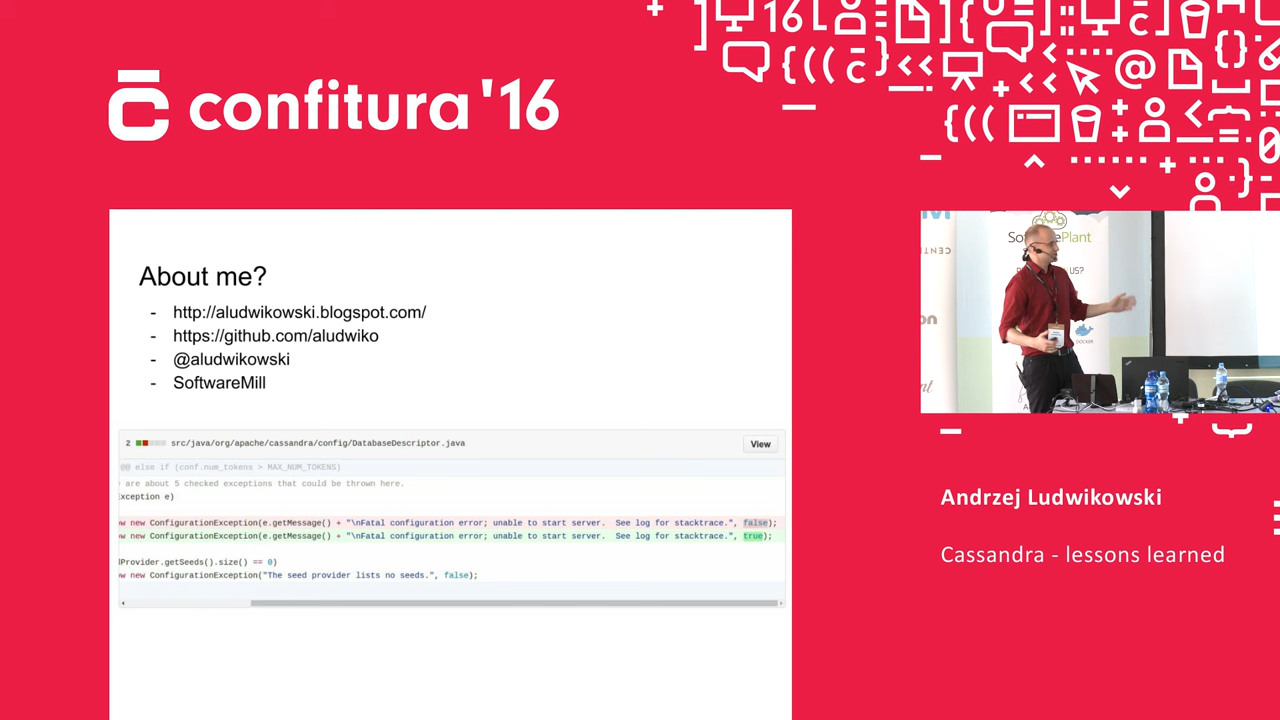 confitura '16
About me?
- http://aludwikowski.blogspot.com/
- https://github.com/aludwiko
- @aludwikowski
- SoftwareMill
2 src/java/org/apache/cassandra/config/DatabaseDescriptor.java View
@@ else if (conf.num_tokens > MAX_NUM_TOKENS)
are about 5 checked exceptions that could be thrown here.
xception e)
w new ConfigurationException(e.getMessage() + "\nFatal configuration error; unable to start server.  See log for stacktrace.", false);
w new ConfigurationException(e.getMessage() + "\nFatal configuration error; unable to start server.  See log for stacktrace.", true);
Provider.getSeeds().size() == 0)
w new ConfigurationException("The seed provider lists no seeds.", false);
Plant
US?
DOCKER
Andrzej Ludwikowski
Cassandra - lessons learned